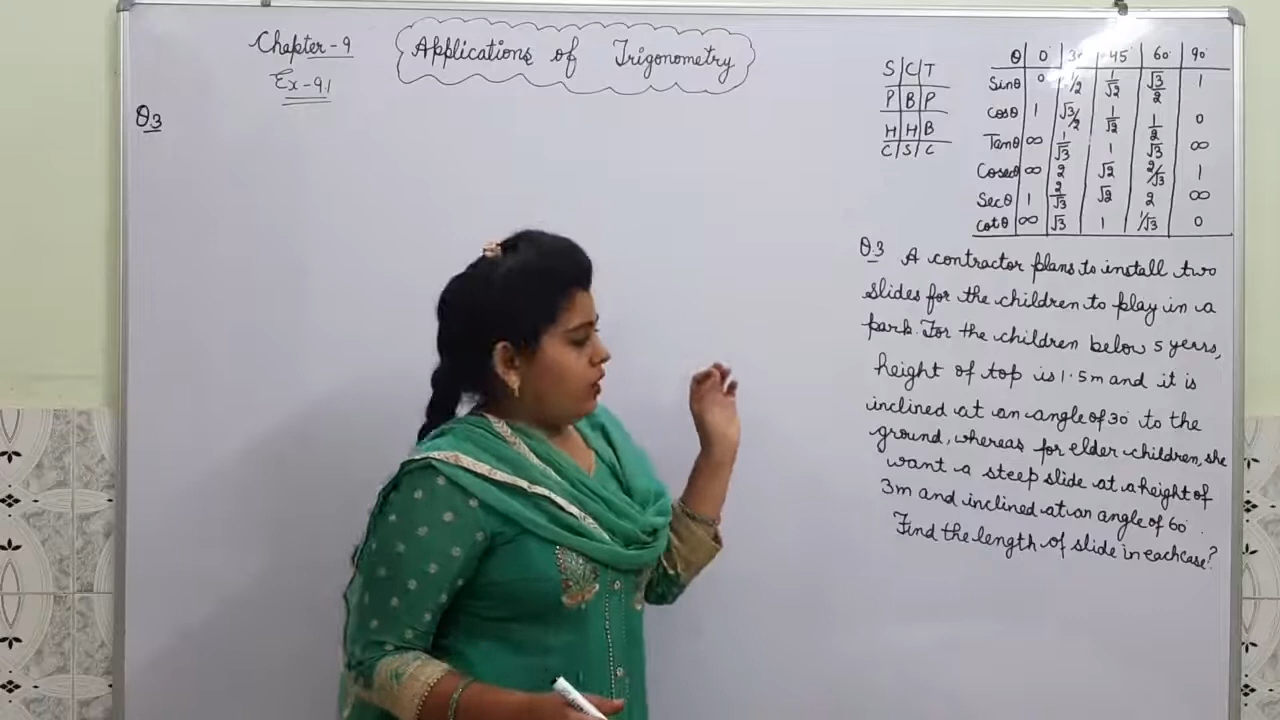 Chapter-9
Ex-9.1
Applications of Trigonometry
Q3
S C T
P B P
H H B
C S C
θ 0° 30° 45° 60° 90°
Sinθ 0 1/2 1/√2 √3/2 1
cosθ 1 √3/2 1/√2 1/2 0
Tanθ ∞ 1/√3 1 √3 ∞
Cosecθ ∞ 2 √2 2/√3 1
Secθ 1 2/√3 √2 2 ∞
cotθ ∞ √3 1 1/√3 0
Q3 A contractor plans to install two
slides for the children to play in a
park. For the children below 5 years,
height of top is 1.5m and it is
inclined at an angle of 30° to the
ground, whereas for elder children, she
want a steep slide at a height of
3m and inclined at an angle of 60°.
Find the length of slide in each case?